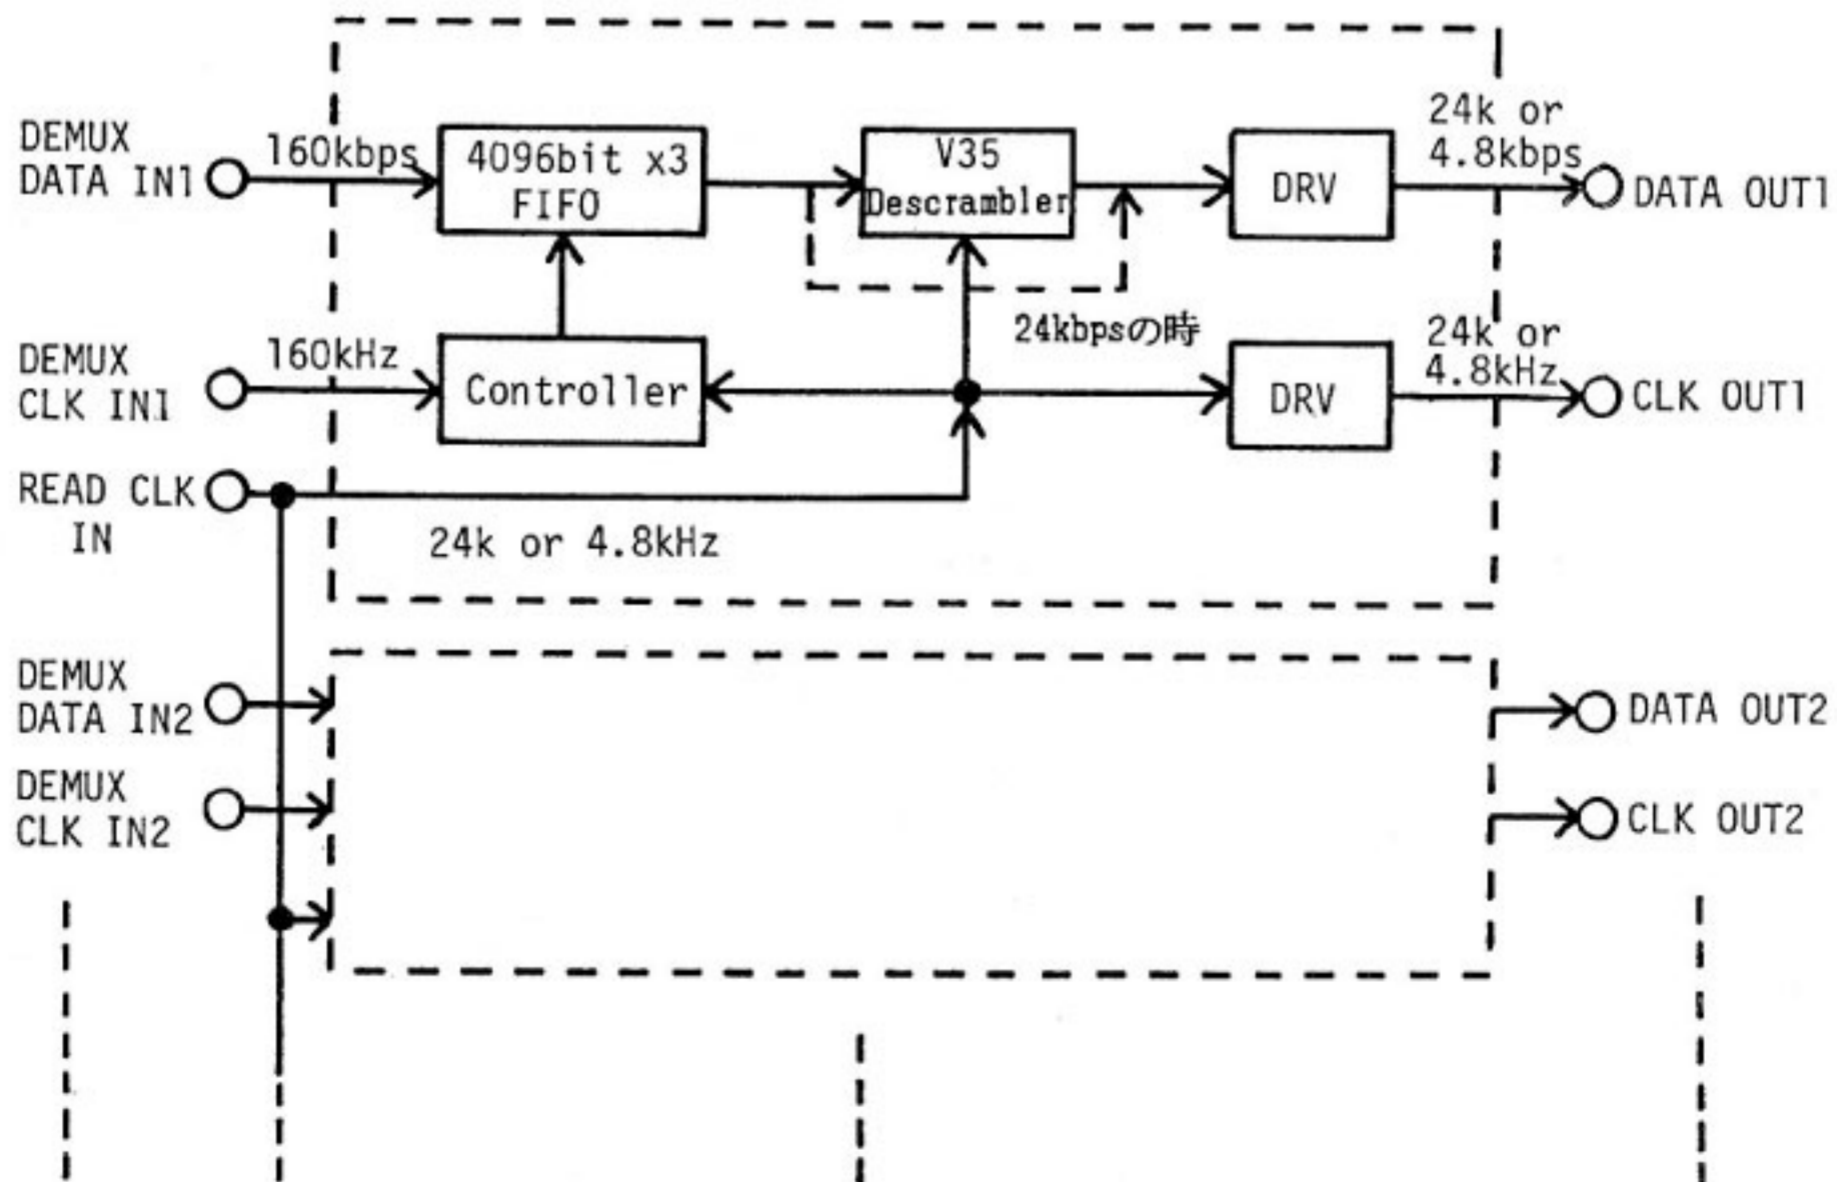 24k or
4.8kbps
DEMUX
DATA IN1
160kbps
4096bit x3
FIFO
V35
Descrambler
DRV
DATA OUT1
24kbpsの時
24k or
4.8kHz
DEMUX
CLK IN1
160kHz
Controller
DRV
CLK OUT1
READ CLK
IN
24k or 4.8kHz
DEMUX
DATA IN2
DATA OUT2
DEMUX
CLK IN2
CLK OUT2